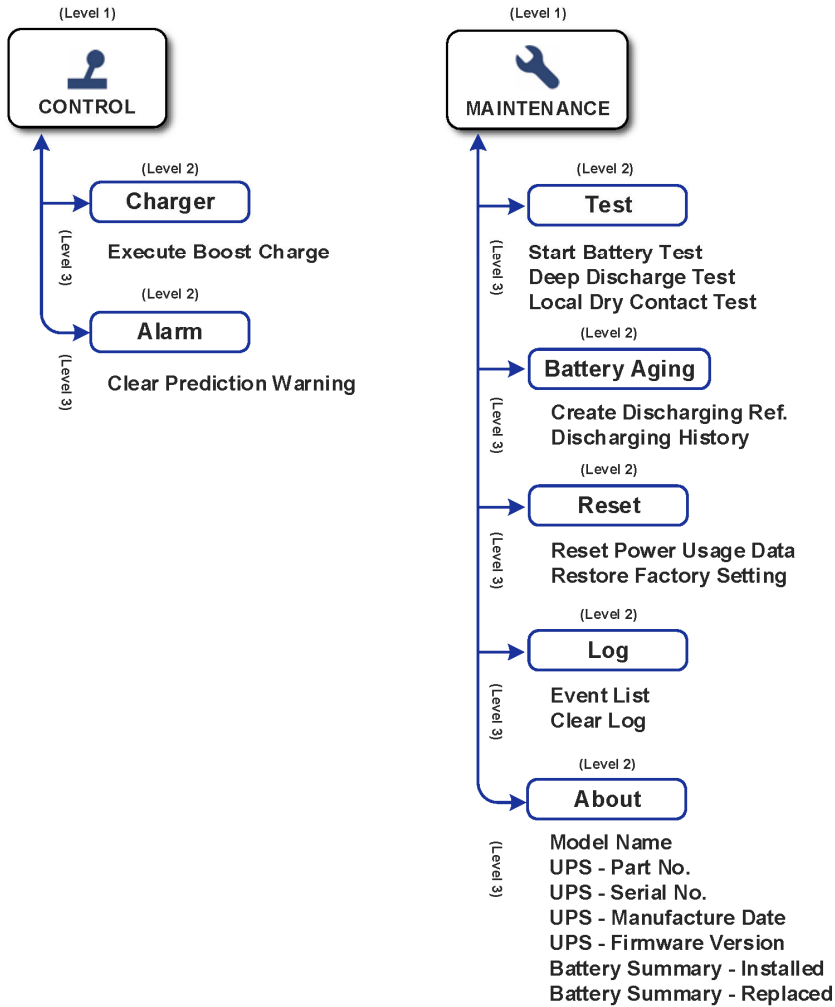 (Level 1)
CONTROL
(Level 2)
Charger
(Level 3)
Execute Boost Charge
(Level 2)
Alarm
(Level 3)
Clear Prediction Warning
(Level 1)
MAINTENANCE
(Level 2)
Test
(Level 3)
Start Battery Test
Deep Discharge Test
Local Dry Contact Test
(Level 2)
Battery Aging
(Level 3)
Create Discharging Ref.
Discharging History
(Level 2)
Reset
(Level 3)
Reset Power Usage Data
Restore Factory Setting
(Level 2)
Log
(Level 3)
Event List
Clear Log
(Level 2)
About
(Level 3)
Model Name
UPS - Part No.
UPS - Serial No.
UPS - Manufacture Date
UPS - Firmware Version
Battery Summary - Installed
Battery Summary - Replaced